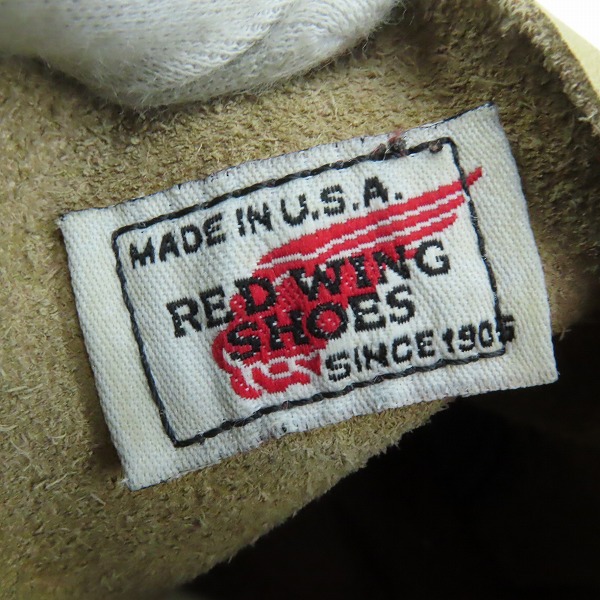 MADE IN U.S.A.
RED WING
SHOES
SINCE 1905